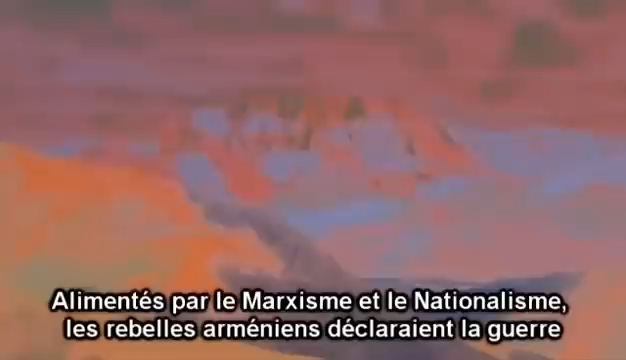 Alimentés par le Marxisme et le Nationalisme,
les rebelles arméniens déclaraient la guerre